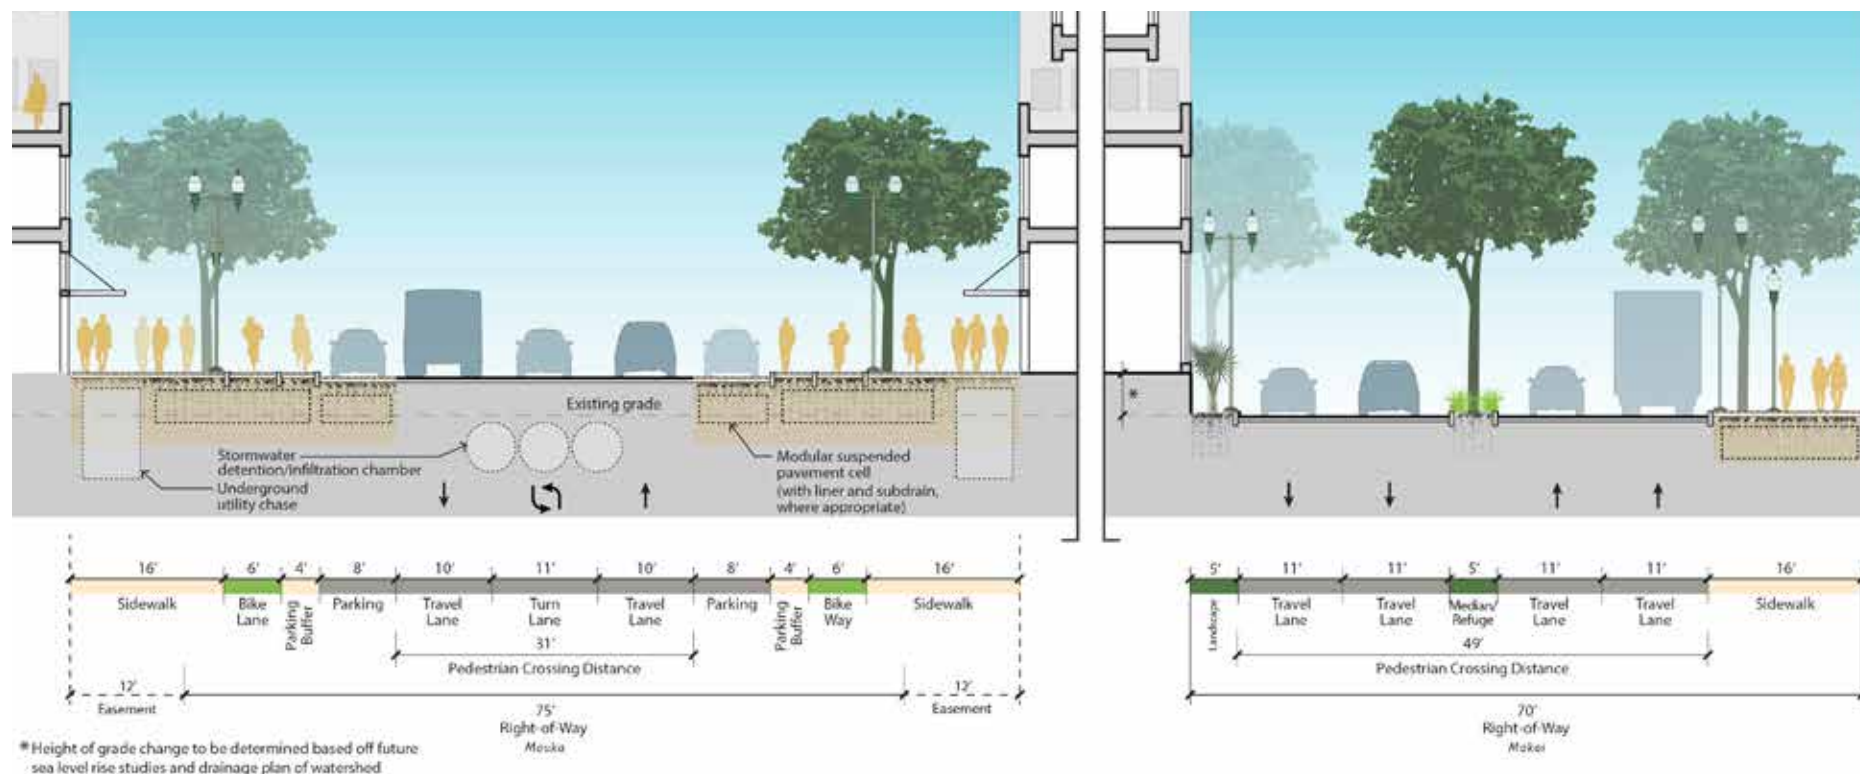 Existing grade
Stormwater
detention/infiltration chamber
Underground
utility chase
Modular suspended
pavement cell
(with liner and subdrain,
where appropriate)
*
16' 6' 4' 8' 10' 11' 10' 8' 4' 6' 16'
Sidewalk
Bike
Lane
Parking
Buffer
Parking
Travel
Lane
Turn
Lane
Travel
Lane
Parking
Parking
Buffer
Bike
Way
Sidewalk
31'
Pedestrian Crossing Distance
12'
Easement
75'
Right-of-Way
Mauka
12'
Easement
5' 11' 11' 5' 11' 11' 16'
Landscape
Travel
Lane
Travel
Lane
Median/
Refuge
Travel
Lane
Travel
Lane
Sidewalk
49'
Pedestrian Crossing Distance
70'
Right-of-Way
Makai
* Height of grade change to be determined based off future
sea level rise studies and drainage plan of watershed